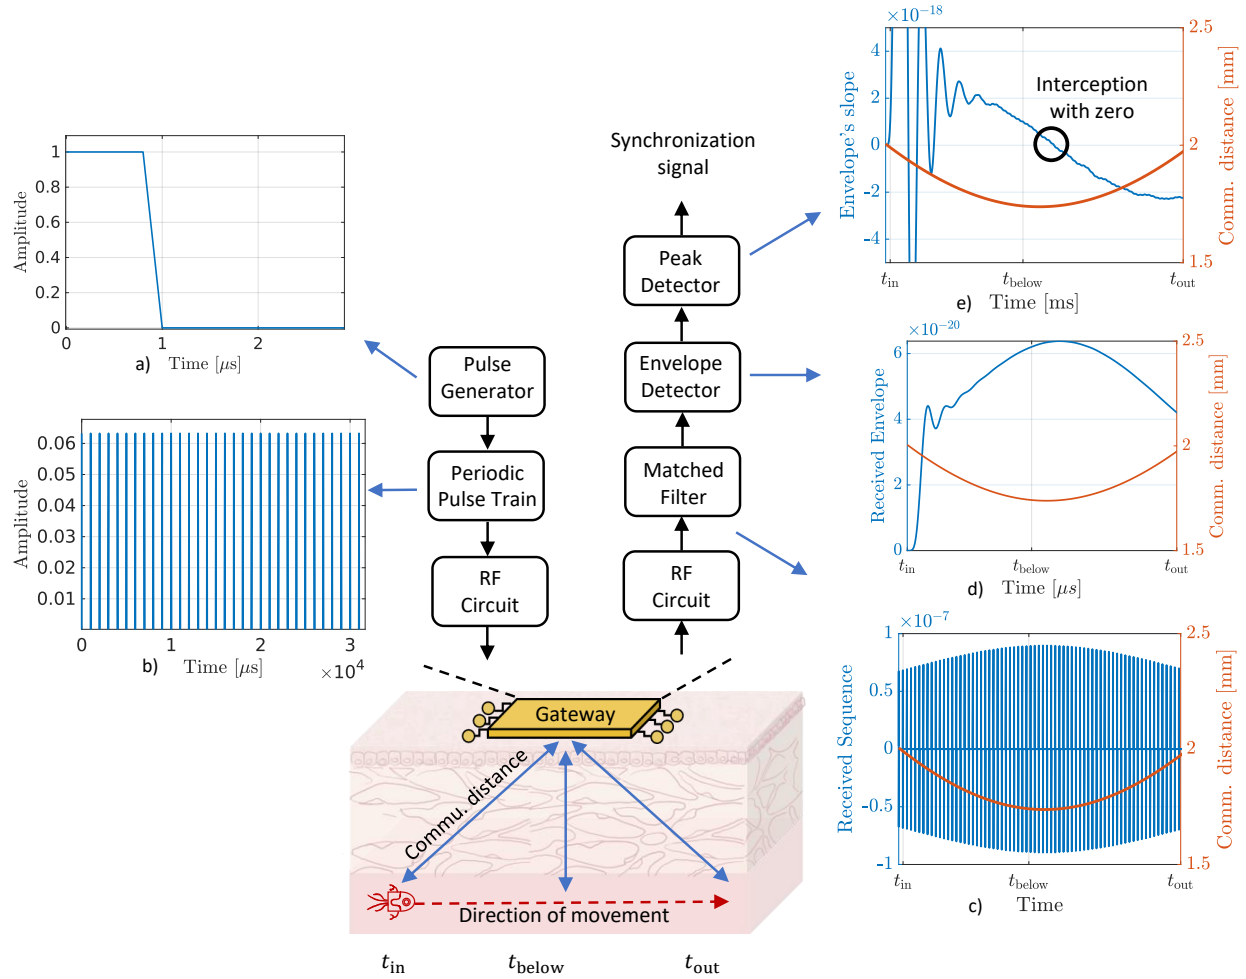 1
0.8
0.6
0.4
0.2
0
Amplitude
0
1
2
a)
Time [μs]
0.06
0.05
0.04
0.03
0.02
0.01
Amplitude
0
1
2
3
×10⁴
b)
Time [μs]
Pulse
Generator
Periodic
Pulse Train
RF
Circuit
Synchronization
signal
Peak
Detector
Envelope
Detector
Matched
Filter
RF
Circuit
Gateway
Commu. distance
Direction of movement
t_in
t_below
t_out
×10⁻¹⁸
4
2
0
-2
-4
Envelope's slope
Interception
with zero
2.5
2
1.5
Comm. distance [mm]
t_in
t_below
t_out
e)
Time [ms]
×10⁻²⁰
6
4
2
0
Received Envelope
2.5
2
1.5
Comm. distance [mm]
t_in
t_below
t_out
d)
Time [μs]
×10⁻⁷
1
0.5
0
-0.5
-1
Received Sequence
2.5
2
1.5
Comm. distance [mm]
t_in
t_below
t_out
c)
Time